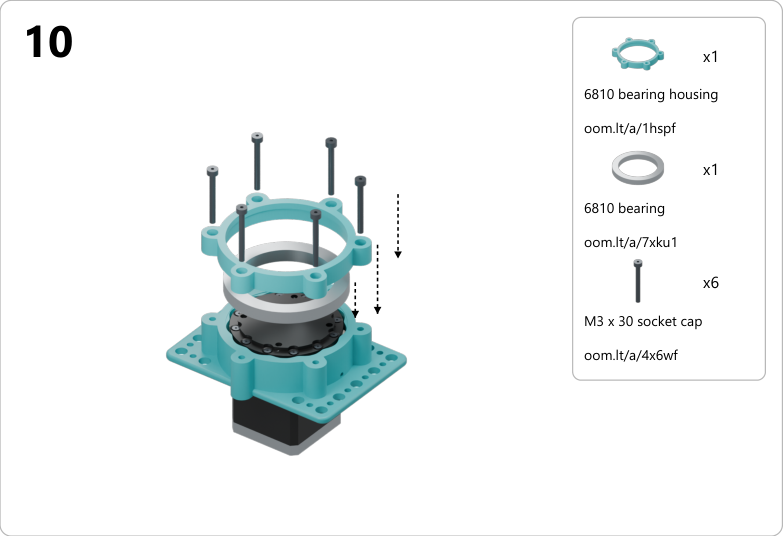 10
x1
6810 bearing housing
oom.lt/a/1hspf
x1
6810 bearing
oom.lt/a/7xku1
x6
M3 x 30 socket cap
oom.lt/a/4x6wf